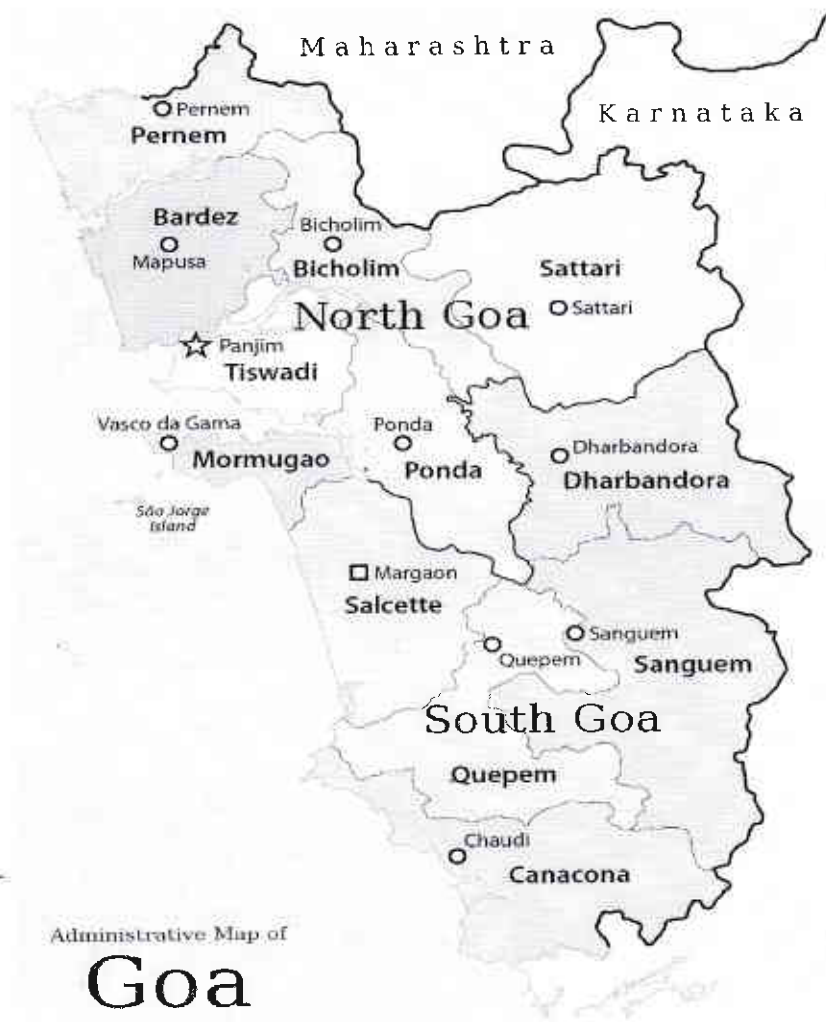 Maharashtra
Karnataka
Pernem
Pernem
Bardez
Mapusa
Bicholim
Bicholim
Sattari
Sattari
North Goa
Panjim
Tiswadi
Vasco da Gama
Mormugao
Ponda
Ponda
Dharbandora
Dharbandora
São Jorge
Island
Margaon
Salcette
Sanguem
Quepem
Sanguem
South Goa
Quepem
Chaudi
Canacona
Administrative Map of
Goa